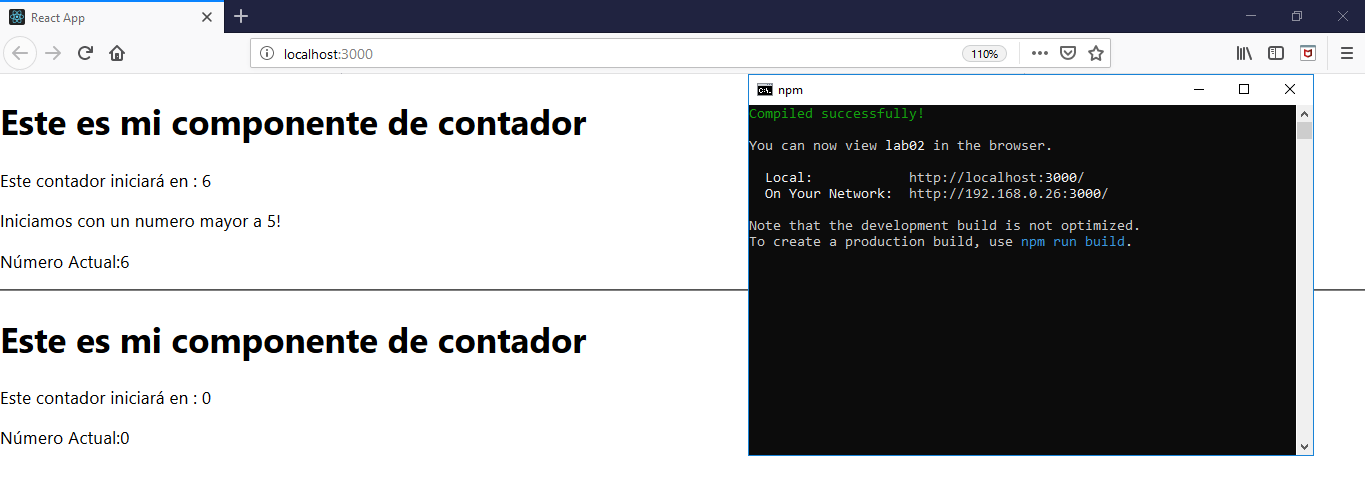 React App
localhost:3000
110%
Este es mi componente de contador
Este contador iniciará en : 6
Iniciamos con un numero mayor a 5!
Número Actual:6
Este es mi componente de contador
Este contador iniciará en : 0
Número Actual:0
C:\.
npm
Compiled successfully!
You can now view lab02 in the browser.
Local: http://localhost:3000/
On Your Network: http://192.168.0.26:3000/
Note that the development build is not optimized.
To create a production build, use npm run build.